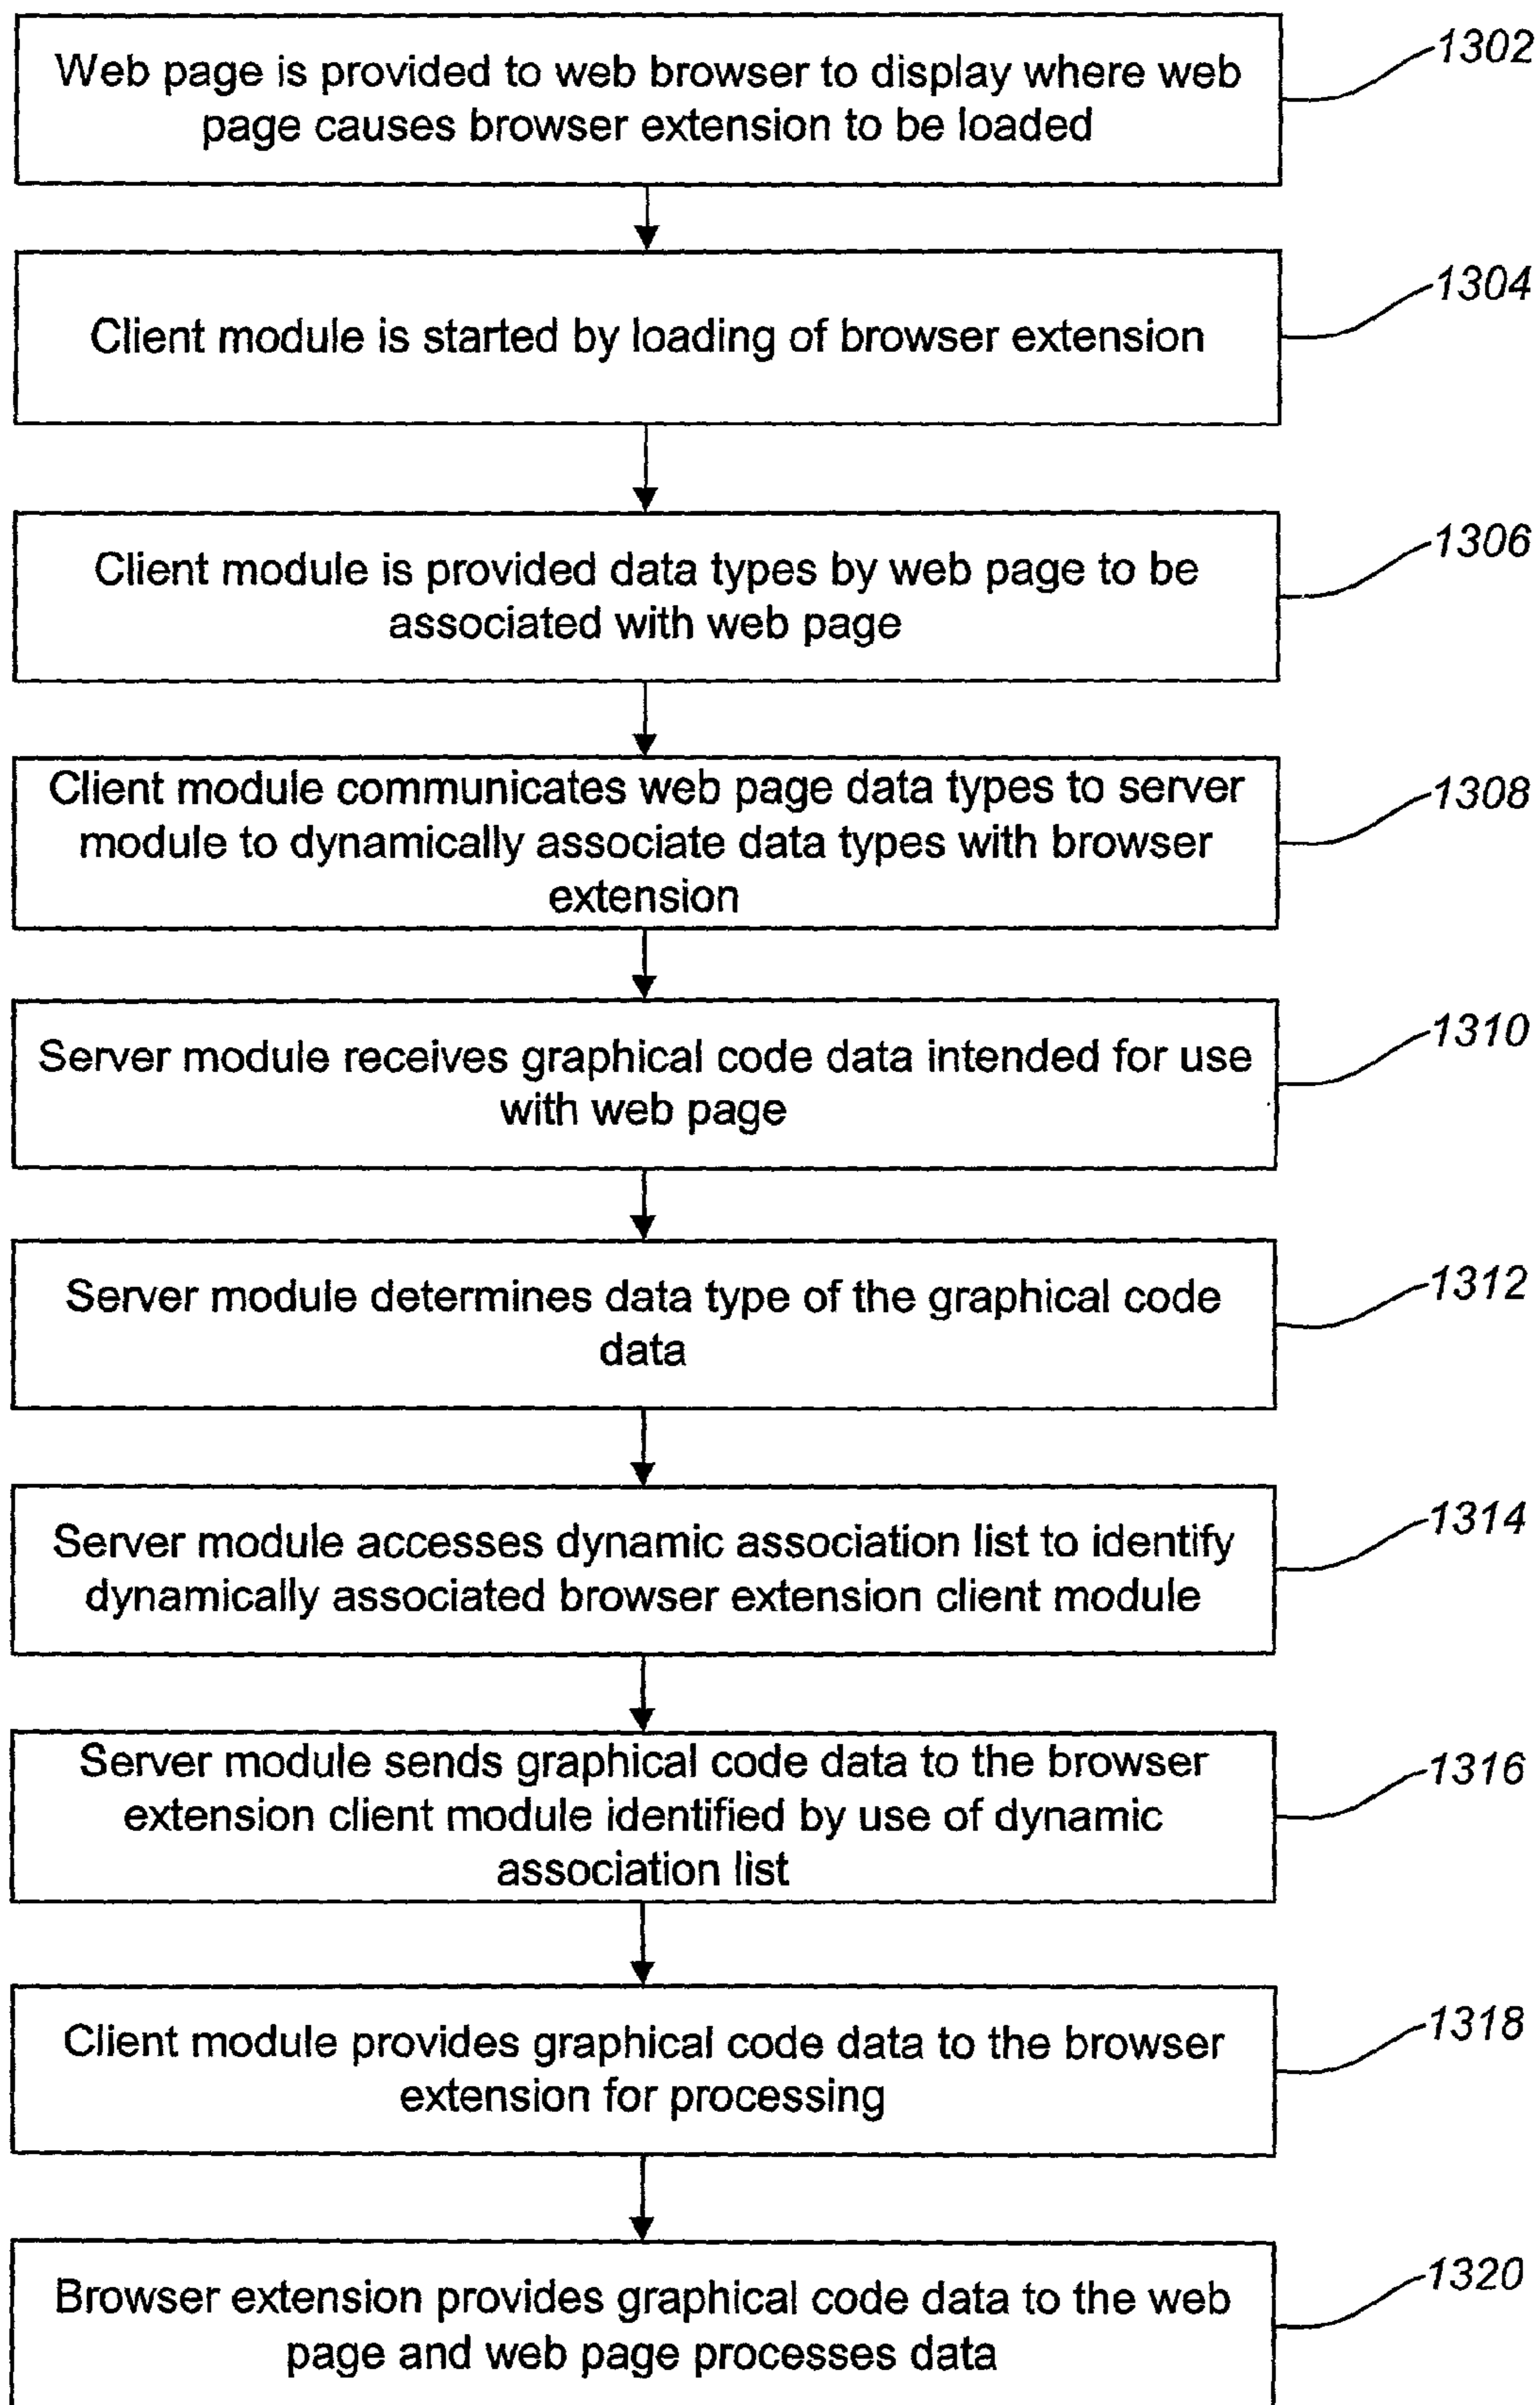 Web page is provided to web browser to display where web
page causes browser extension to be loaded
1302
Client module is started by loading of browser extension
1304
Client module is provided data types by web page to be
associated with web page
1306
Client module communicates web page data types to server
module to dynamically associate data types with browser
extension
1308
Server module receives graphical code data intended for use
with web page
1310
Server module determines data type of the graphical code
data
1312
Server module accesses dynamic association list to identify
dynamically associated browser extension client module
1314
Server module sends graphical code data to the browser
extension client module identified by use of dynamic
association list
1316
Client module provides graphical code data to the browser
extension for processing
1318
Browser extension provides graphical code data to the web
page and web page processes data
1320